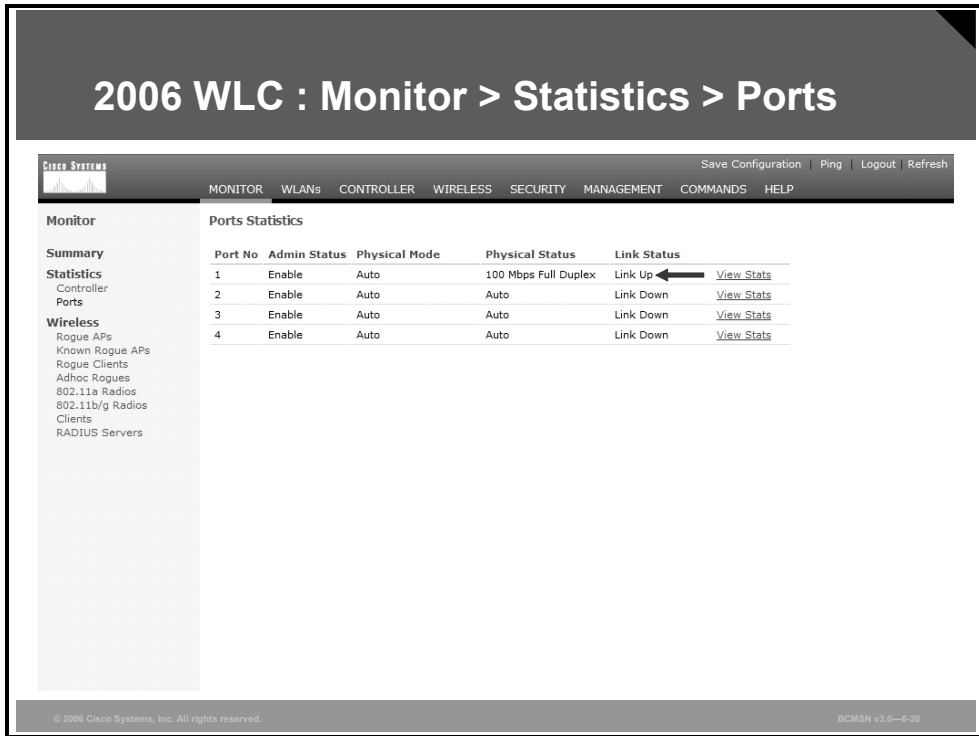 2006 WLC : Monitor > Statistics > Ports
CISCO SYSTEMS
Save Configuration | Ping | Logout | Refresh
MONITOR WLANs CONTROLLER WIRELESS SECURITY MANAGEMENT COMMANDS HELP
Monitor
Summary
Statistics
Controller
Ports
Wireless
Rogue APs
Known Rogue APs
Rogue Clients
Adhoc Rogues
802.11a Radios
802.11b/g Radios
Clients
RADIUS Servers
Ports Statistics
Port No Admin Status Physical Mode Physical Status Link Status
1 Enable Auto 100 Mbps Full Duplex Link Up View Stats
2 Enable Auto Auto Link Down View Stats
3 Enable Auto Auto Link Down View Stats
4 Enable Auto Auto Link Down View Stats
© 2006 Cisco Systems, Inc. All rights reserved.
BCMSN v3.0—6-20